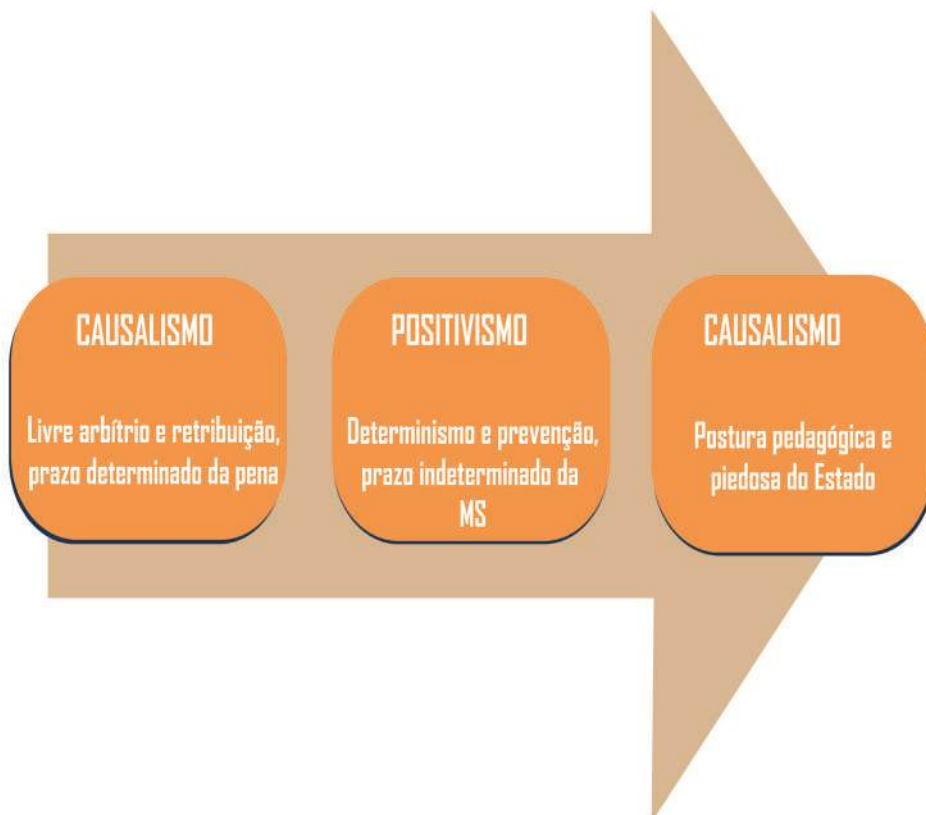 CAUSALISMO
Livre arbítrio e retribuição,
prazo determinado da pena
POSITIVISMO
Determinismo e prevenção,
prazo indeterminado da
MS
CAUSALISMO
Postura pedagógica e
piedosa do Estado